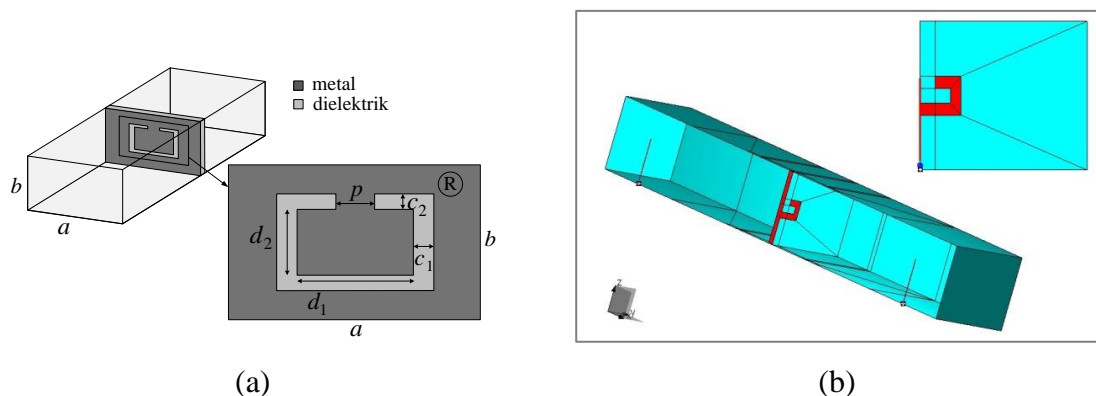 metal
dielektrik
b
a
R
p
c₂
d₂
b
c₁
d₁
a
z
y
(a)
(b)